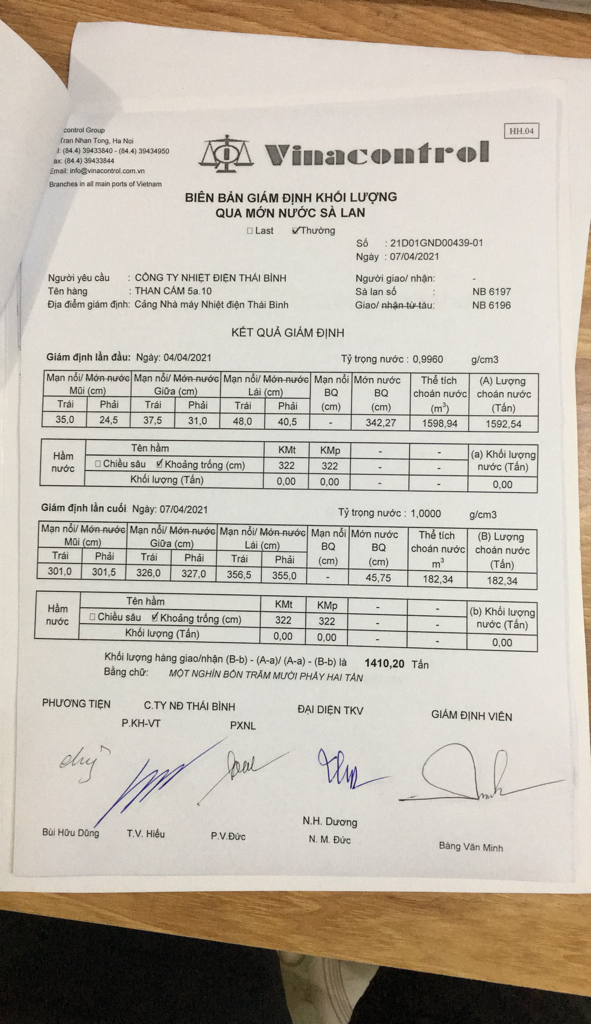 control Group
Tran Nhan Tong, Ha Noi
: (84.4) 39433840 - (84.4) 39434950
ax: (84.4) 39433844
Email: info@vinacontrol.com.vn
Branches in all main ports of Vietnam
Vinacontrol
HH.04
BIÊN BẢN GIÁM ĐỊNH KHỐI LƯỢNG
QUA MỚN NƯỚC SÀ LAN
☐ Last ☑Thường
Số : 21D01GND00439-01
Ngày : 07/04/2021
Người yêu cầu : CÔNG TY NHIỆT ĐIỆN THÁI BÌNH Người giao/ nhận: -
Tên hàng : THAN CÁM 5a.10 Sà lan số : NB 6197
Địa điểm giám định: Cảng Nhà máy Nhiệt điện Thái Bình Giao/ nhận từ tàu: NB 6196
KẾT QUẢ GIÁM ĐỊNH
Giám định lần đầu: Ngày: 04/04/2021 Tỷ trọng nước : 0,9960 g/cm3
Mạn nổi/ Mớn nước Mạn nổi/ Mớn nước Mạn nổi/ Mớn nước Mạn nổi Mớn nước Thể tích (A) Lượng
Mũi (cm) Giữa (cm) Lái (cm) BQ BQ choán nước choán nước
Trái Phải Trái Phải Trái Phải (cm) (cm) (m³) (Tấn)
35,0 24,5 37,5 31,0 48,0 40,5 - 342,27 1598,94 1592,54
Hầm nước Tên hầm KMt KMp - - (a) Khối lượng nước (Tấn)
☐ Chiều sâu ☑ Khoảng trống (cm) 322 322 - -
Khối lượng (Tấn) 0,00 0,00 - - 0,00
Giám định lần cuối Ngày: 07/04/2021 Tỷ trọng nước : 1,0000 g/cm3
Mạn nổi/ Mớn nước Mạn nổi/ Mớn nước Mạn nổi/ Mớn nước Mạn nổi Mớn nước Thể tích (B) Lượng
Mũi (cm) Giữa (cm) Lái (cm) BQ BQ choán nước choán nước
Trái Phải Trái Phải Trái Phải (cm) (cm) m³ (Tấn)
301,0 301,5 326,0 327,0 356,5 355,0 - 45,75 182,34 182,34
Hầm nước Tên hầm KMt KMp - - (b) Khối lượng nước (Tấn)
☐ Chiều sâu ☑ Khoảng trống (cm) 322 322 - -
Khối lượng (Tấn) 0,00 0,00 - - 0,00
Khối lượng hàng giao/nhận (B-b) - (A-a)/ (A-a) - (B-b) là 1410,20 Tấn
Bằng chữ: MỘT NGHÌN BỐN TRĂM MƯỜI PHẨY HAI TẤN
PHƯƠNG TIỆN C.TY NĐ THÁI BÌNH ĐẠI DIỆN TKV GIÁM ĐỊNH VIÊN
P.KH-VT PXNL
N.H. Dương
Bùi Hữu Dũng T.V. Hiếu P.V.Đức N. M. Đức Bàng Văn Minh